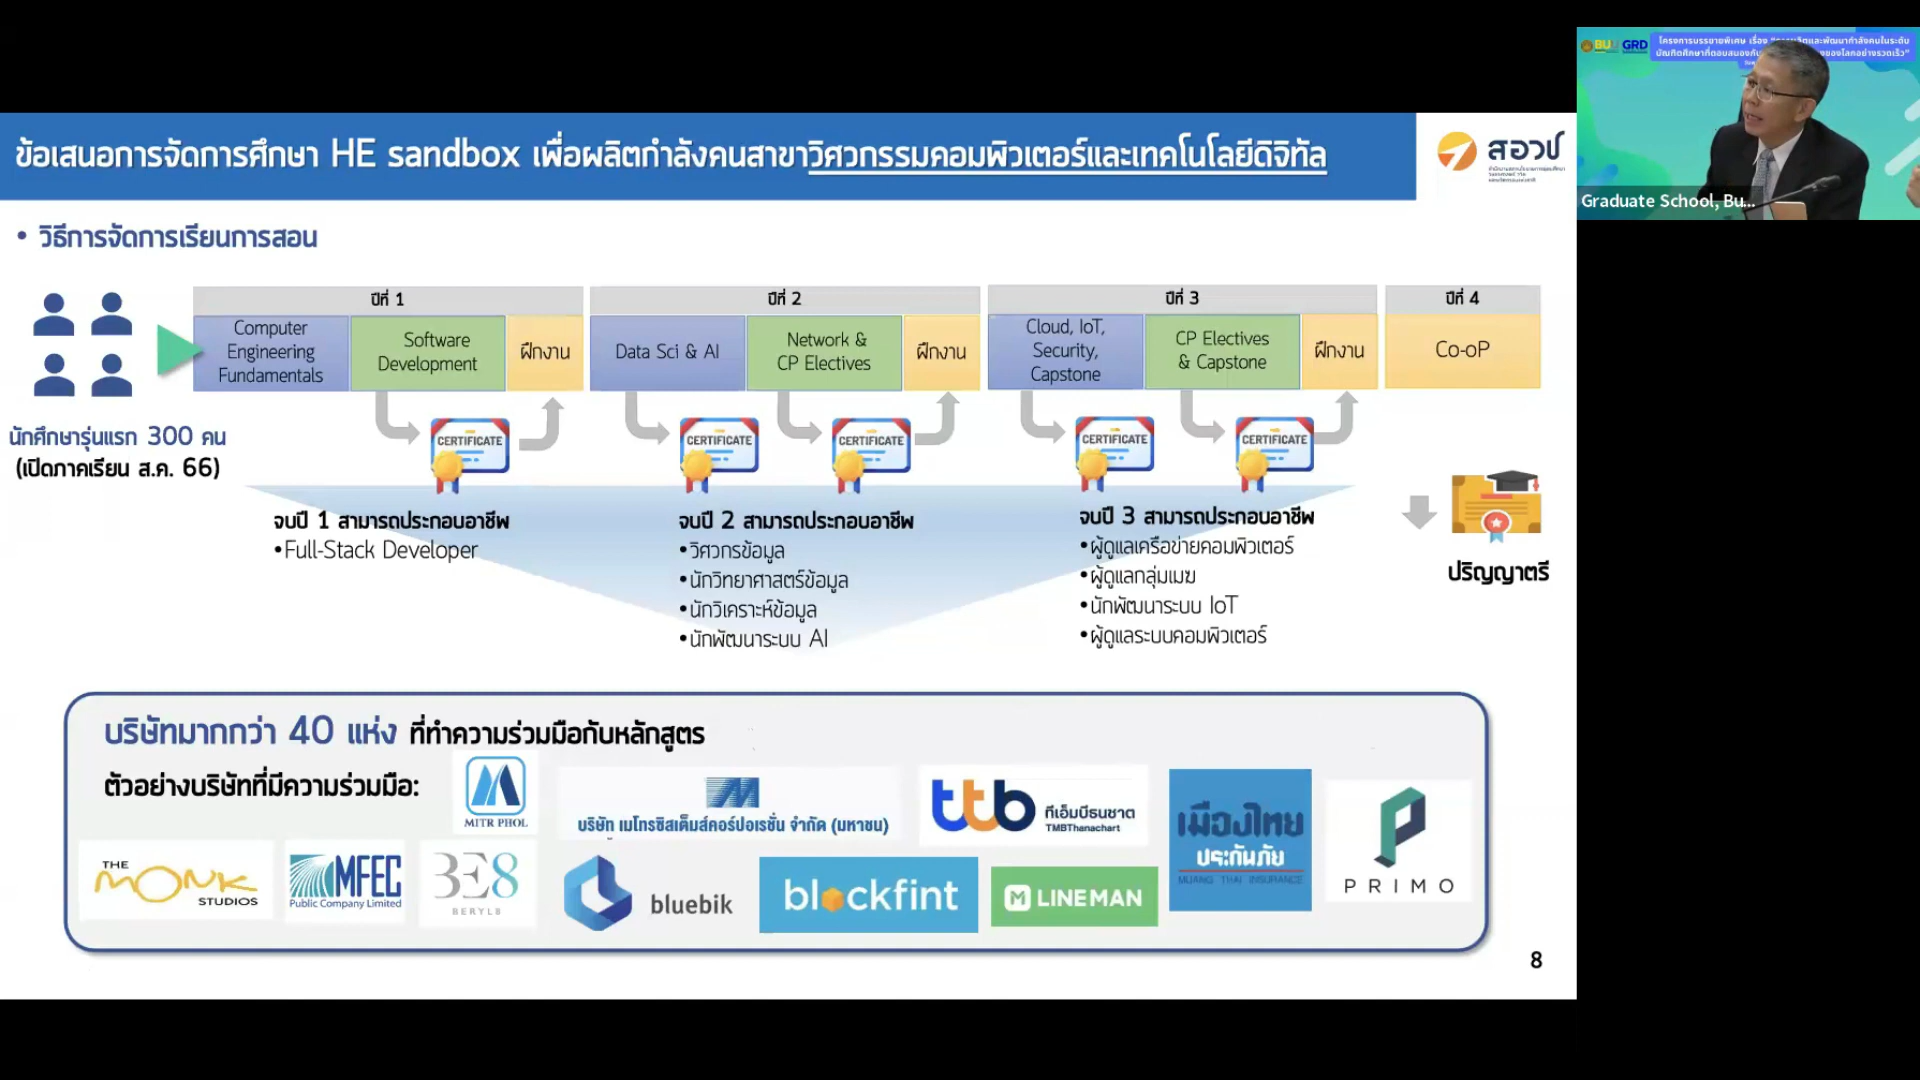 ข้อเสนอการจัดการศึกษา HE sandbox เพื่อผลิตกำลังคนสาขาวิศวกรรมคอมพิวเตอร์และเทคโนโลยีดิจิทัล
สอวช
BUU GRD
โครงการบรรยายพิเศษ เรื่อง
Graduate School, Bu...
• วิธีการจัดการเรียนการสอน
ปีที่ 1
ปีที่ 2
ปีที่ 3
ปีที่ 4
Computer Engineering Fundamentals
Software Development
ฝึกงาน
Data Sci & AI
Network & CP Electives
ฝึกงาน
Cloud, IoT, Security, Capstone
CP Electives & Capstone
ฝึกงาน
Co-oP
นักศึกษารุ่นแรก 300 คน
(เปิดภาคเรียน ส.ค. 66)
CERTIFICATE
CERTIFICATE
CERTIFICATE
CERTIFICATE
CERTIFICATE
จบปี 1 สามารถประกอบอาชีพ
•Full-Stack Developer
จบปี 2 สามารถประกอบอาชีพ
•วิศวกรข้อมูล
•นักวิทยาศาสตร์ข้อมูล
•นักวิเคราะห์ข้อมูล
•นักพัฒนาระบบ AI
จบปี 3 สามารถประกอบอาชีพ
•ผู้ดูแลเครือข่ายคอมพิวเตอร์
•ผู้ดูแลกลุ่มเมฆ
•นักพัฒนาระบบ IoT
•ผู้ดูแลระบบคอมพิวเตอร์
ปริญญาตรี
บริษัทมากกว่า 40 แห่ง ที่ทำความร่วมมือกับหลักสูตร
ตัวอย่างบริษัทที่มีความร่วมมือ:
MITR PHOL
บริษัท เมโทรซิสเต็มส์คอร์ปอเรชั่น จำกัด (มหาชน)
ttb ทีเอ็มบีธนชาต
TMBThanachart
เมืองไทย
ประกันภัย
MUANG THAI INSURANCE
PRIMO
THE MONK STUDIOS
MFEC
Public Company Limited
BE8
BERYL8
bluebik
blockfint
LINEMAN
8